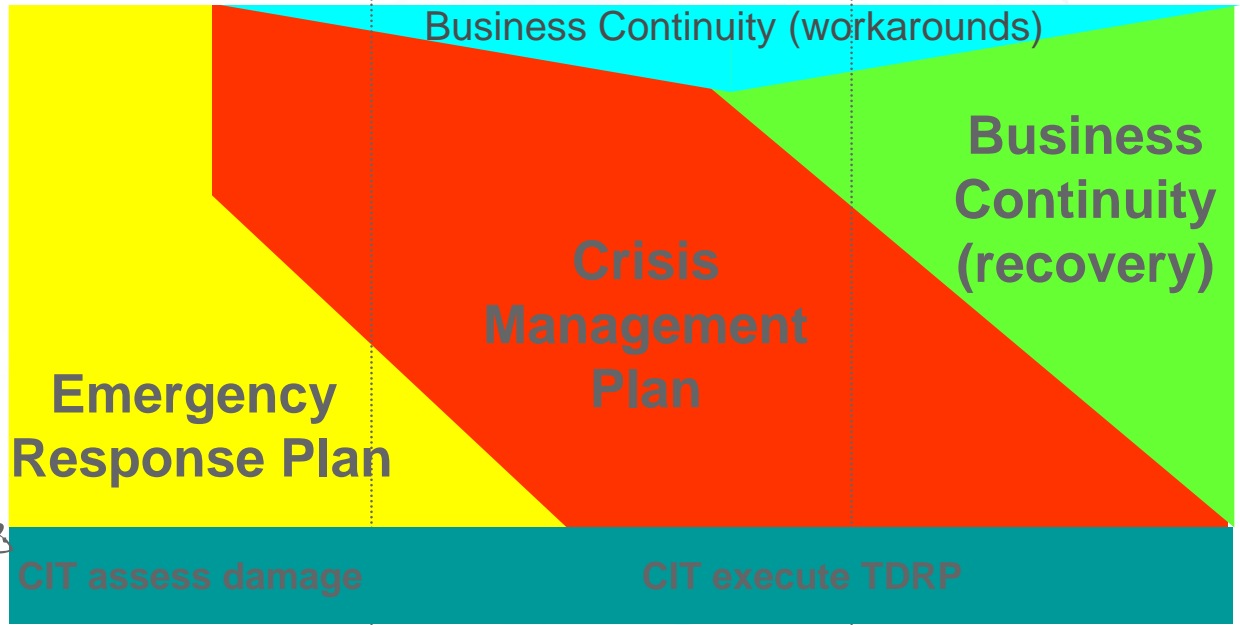 Business Continuity (workarounds)
Business
Continuity
(recovery)
Crisis
Management
Plan
Emergency
Response Plan
CIT assess damage
CIT execute TDRP